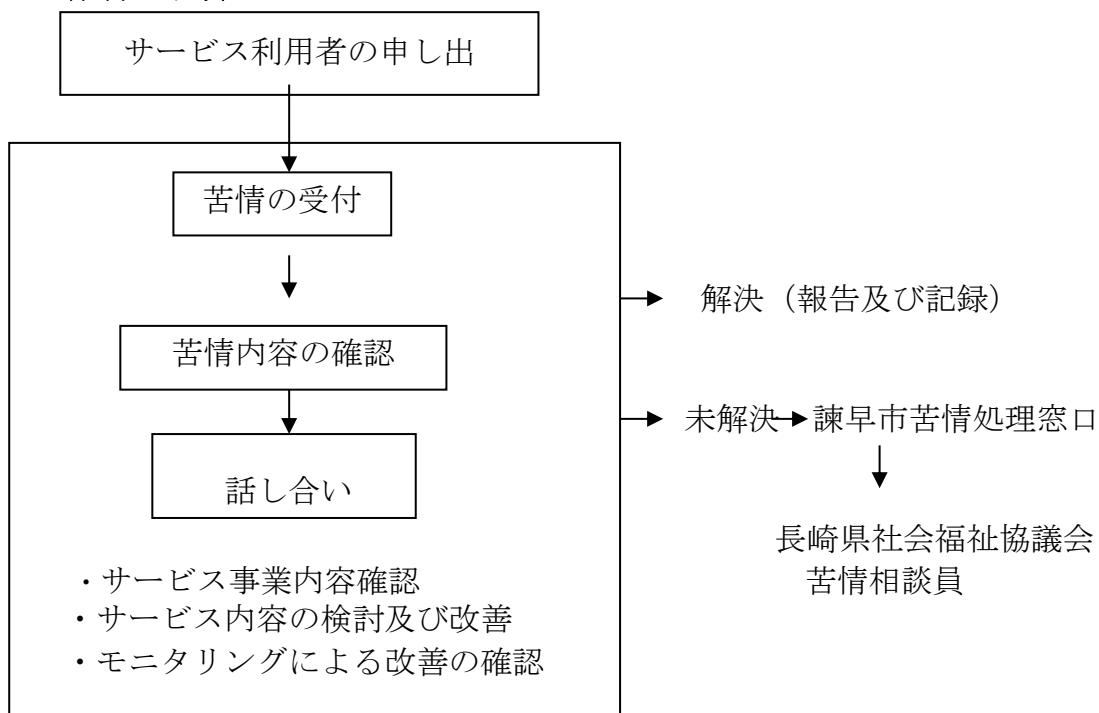 サービス利用者の申し出
苦情の受付
苦情内容の確認
話し合い
・サービス事業内容確認
・サービス内容の検討及び改善
・モニタリングによる改善の確認
解決（報告及び記録）
未解決
諫早市苦情処理窓口
長崎県社会福祉協議会
苦情相談員